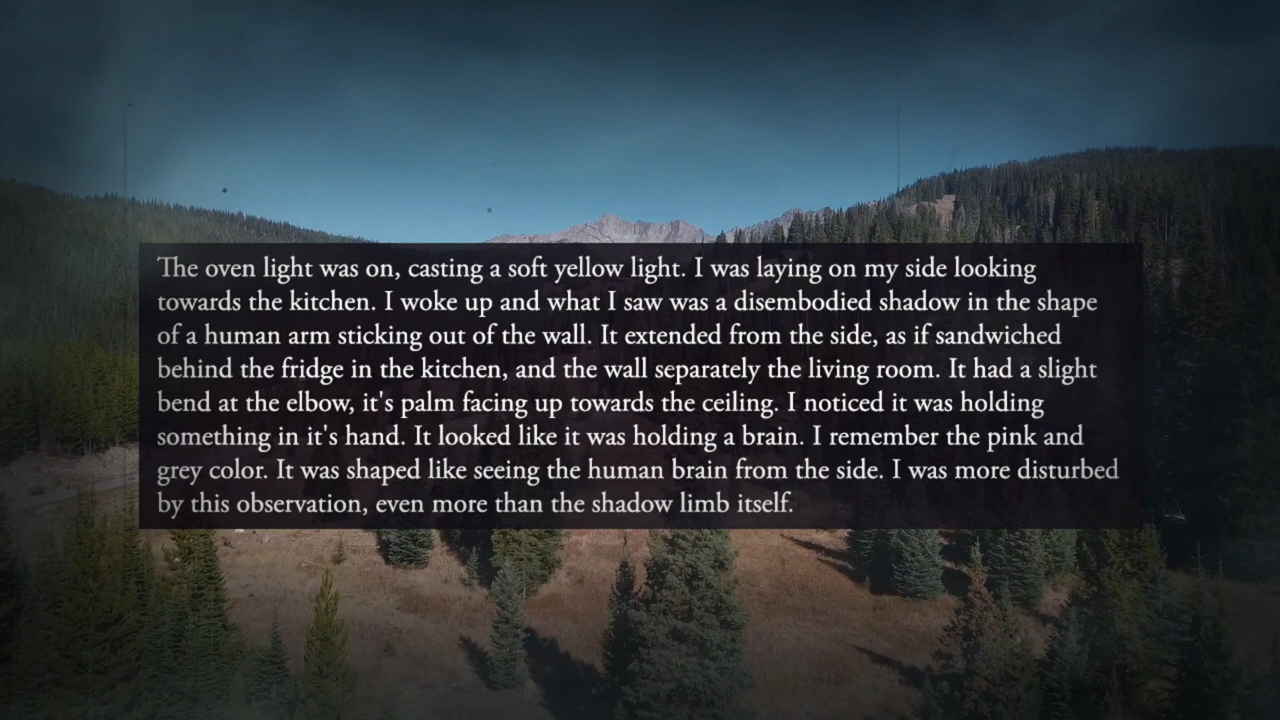 The oven light was on, casting a soft yellow light. I was laying on my side looking
towards the kitchen. I woke up and what I saw was a disembodied shadow in the shape
of a human arm sticking out of the wall. It extended from the side, as if sandwiched
behind the fridge in the kitchen, and the wall separately the living room. It had a slight
bend at the elbow, it's palm facing up towards the ceiling. I noticed it was holding
something in it's hand. It looked like it was holding a brain. I remember the pink and
grey color. It was shaped like seeing the human brain from the side. I was more disturbed
by this observation, even more than the shadow limb itself.